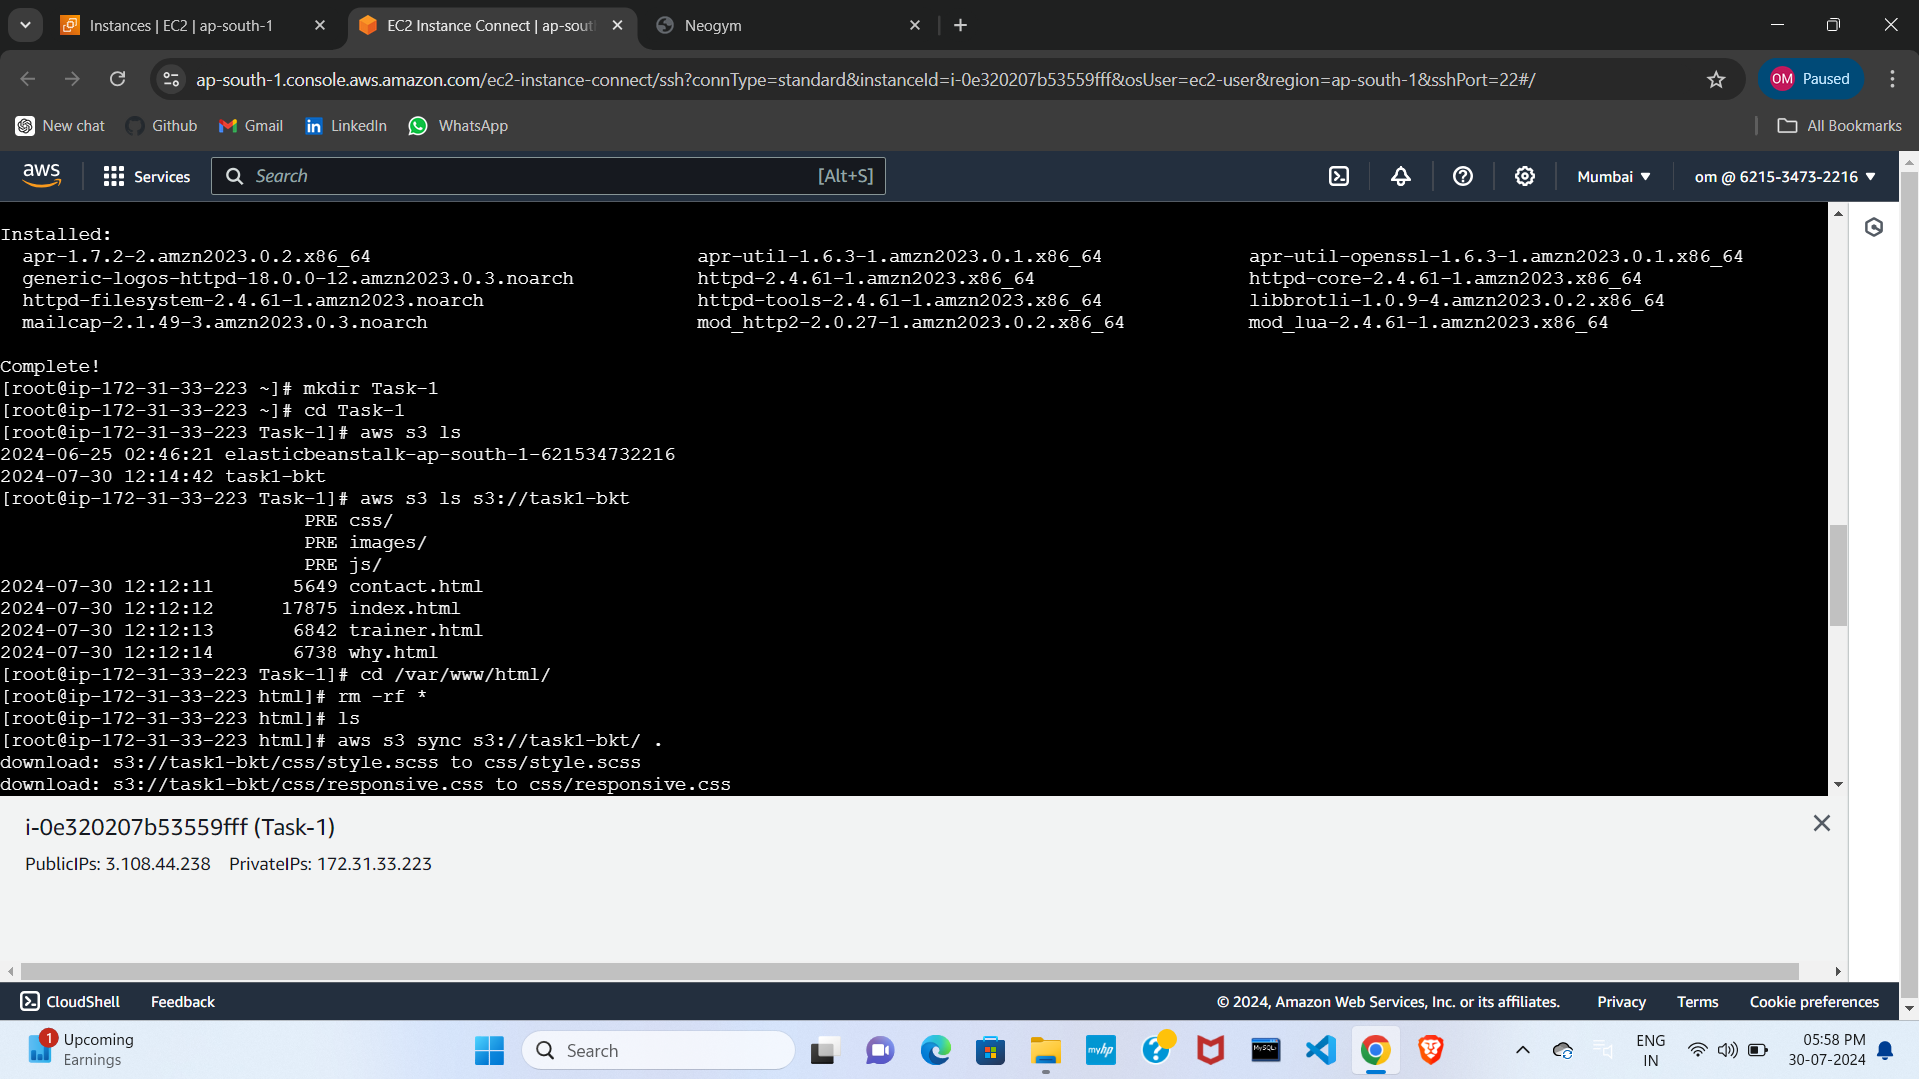 Instances | EC2 | ap-south-1
EC2 Instance Connect | ap-sout
Neogym
ap-south-1.console.aws.amazon.com/ec2-instance-connect/ssh?connType=standard&instanceId=i-0e320207b53559fff&osUser=ec2-user&region=ap-south-1&sshPort=22#/
OM Paused
New chat Github Gmail LinkedIn WhatsApp All Bookmarks
aws Services Search [Alt+S] Mumbai om @ 6215-3473-2216
Installed:
apr-1.7.2-2.amzn2023.0.2.x86_64 apr-util-1.6.3-1.amzn2023.0.1.x86_64 apr-util-openssl-1.6.3-1.amzn2023.0.1.x86_64
generic-logos-httpd-18.0.0-12.amzn2023.0.3.noarch httpd-2.4.61-1.amzn2023.x86_64 httpd-core-2.4.61-1.amzn2023.x86_64
httpd-filesystem-2.4.61-1.amzn2023.noarch httpd-tools-2.4.61-1.amzn2023.x86_64 libbrotli-1.0.9-4.amzn2023.0.2.x86_64
mailcap-2.1.49-3.amzn2023.0.3.noarch mod_http2-2.0.27-1.amzn2023.0.2.x86_64 mod_lua-2.4.61-1.amzn2023.x86_64
Complete!
[root@ip-172-31-33-223 ~]# mkdir Task-1
[root@ip-172-31-33-223 ~]# cd Task-1
[root@ip-172-31-33-223 Task-1]# aws s3 ls
2024-06-25 02:46:21 elasticbeanstalk-ap-south-1-621534732216
2024-07-30 12:14:42 task1-bkt
[root@ip-172-31-33-223 Task-1]# aws s3 ls s3://task1-bkt
PRE css/
PRE images/
PRE js/
2024-07-30 12:12:11 5649 contact.html
2024-07-30 12:12:12 17875 index.html
2024-07-30 12:12:13 6842 trainer.html
2024-07-30 12:12:14 6738 why.html
[root@ip-172-31-33-223 Task-1]# cd /var/www/html/
[root@ip-172-31-33-223 html]# rm -rf *
[root@ip-172-31-33-223 html]# ls
[root@ip-172-31-33-223 html]# aws s3 sync s3://task1-bkt/ .
download: s3://task1-bkt/css/style.scss to css/style.scss
download: s3://task1-bkt/css/responsive.css to css/responsive.css
i-0e320207b53559fff (Task-1)
PublicIPs: 3.108.44.238 PrivateIPs: 172.31.33.223
CloudShell Feedback © 2024, Amazon Web Services, Inc. or its affiliates. Privacy Terms Cookie preferences
1 Upcoming
Earnings
Search
myhp
MySQL
ENG
IN
05:58 PM
30-07-2024